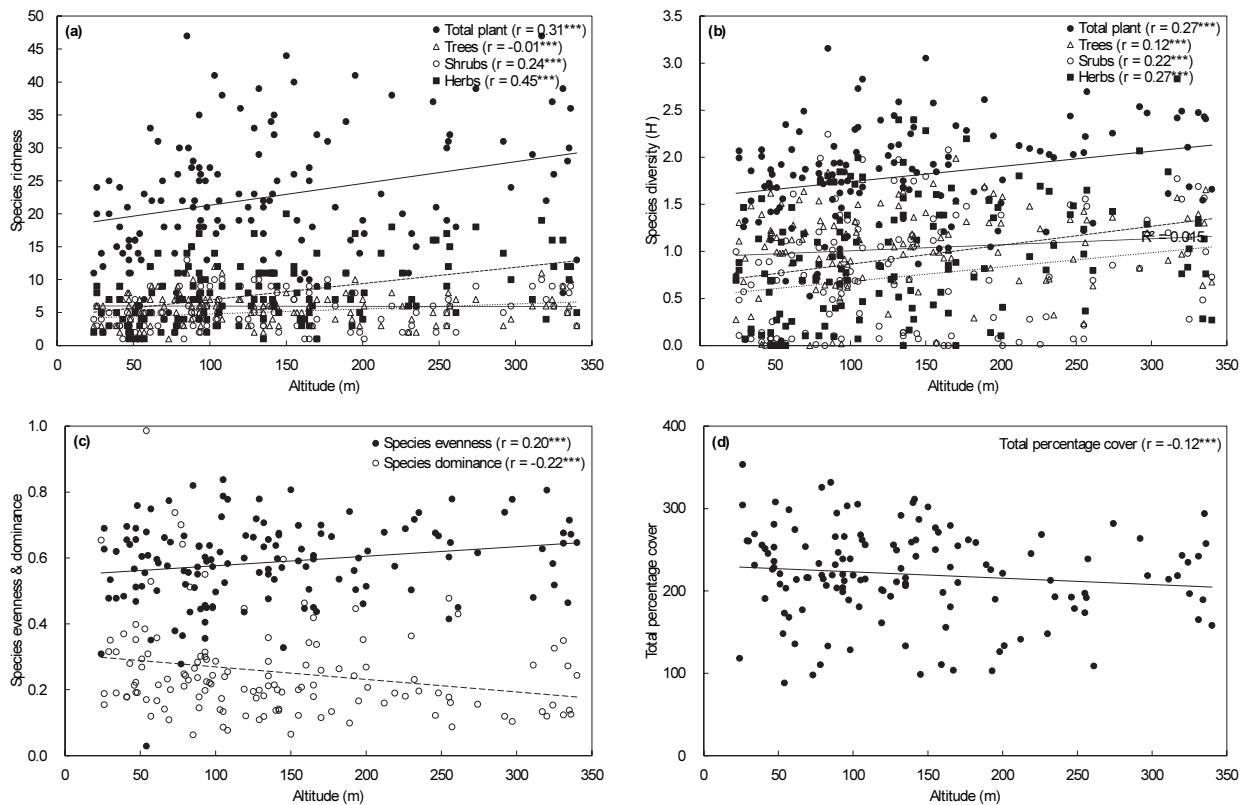 (a)
Total plant (r = 0.31***)
Trees (r = -0.01***)
Shrubs (r = 0.24***)
Herbs (r = 0.45***)
Species richness
50
45
40
35
30
25
20
15
10
5
0
0 50 100 150 200 250 300 350
Altitude (m)
(b)
Total plant (r = 0.27***)
Trees (r = 0.12***)
Srubs (r = 0.22***)
Herbs (r = 0.27***)
Species diversity (H')
3.5
3.0
2.5
2.0
1.5
1.0
0.5
0.0
R² = 0.015
0 50 100 150 200 250 300 350
Altitude (m)
(c)
Species evenness (r = 0.20***)
Species dominance (r = -0.22***)
Species evenness & dominance
1.0
0.8
0.6
0.4
0.2
0.0
0 50 100 150 200 250 300 350
Altitude (m)
(d)
Total percentage cover (r = -0.12***)
Total percentage cover
400
300
200
100
0
0 50 100 150 200 250 300 350
Altitude (m)